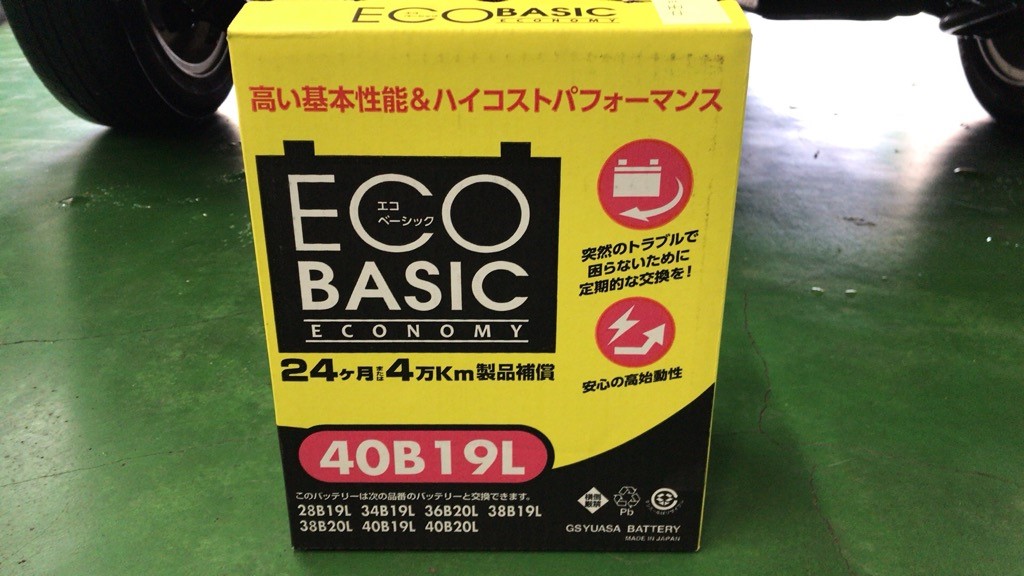 ECO BASIC
ECONOMY
高い基本性能&ハイコストパフォーマンス
ECO
エコ
ベーシック
BASIC
ECONOMY
24ヶ月または4万Km製品補償
突然のトラブルで
困らないために
定期的な交換を!
安心の高始動性
40B19L
このバッテリーは次の品番のバッテリーと交換できます。
28B19L 34B19L 36B20L 38B19L
38B20L 40B19L 40B20L
Pb
GSYUASA BATTERY
MADE IN JAPAN